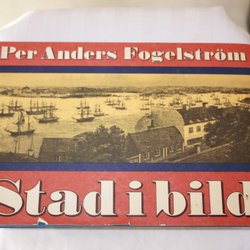 Per Anders Fogelström
Stad i bild